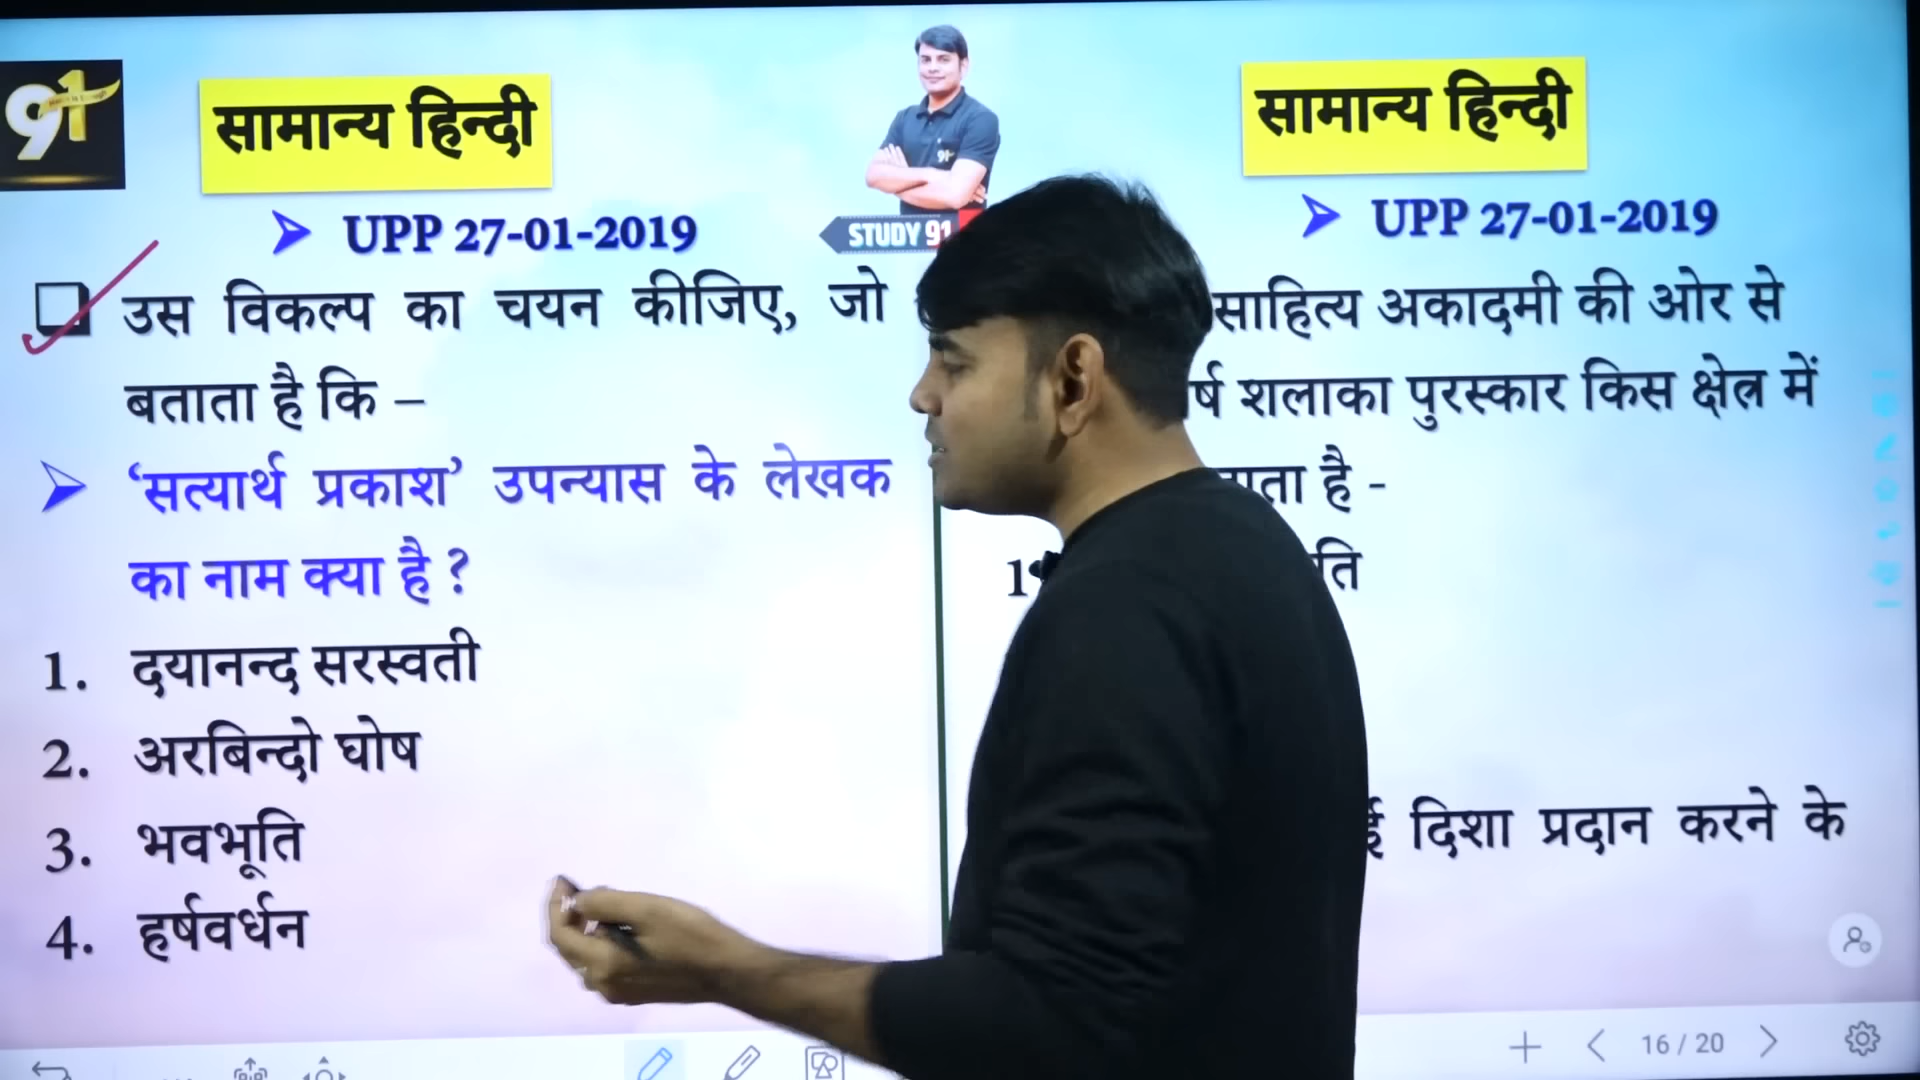 91
सामान्य हिन्दी
UPP 27-01-2019
उस विकल्प का चयन कीजिए, जो
बताता है कि –
‘सत्यार्थ प्रकाश’ उपन्यास के लेखक
का नाम क्या है ?
1. दयानन्द सरस्वती
2. अरबिन्दो घोष
3. भवभूति
4. हर्षवर्धन
STUDY 91
सामान्य हिन्दी
UPP 27-01-2019
साहित्य अकादमी की ओर से
शलाका पुरस्कार किस क्षेत्र में
है -
1
दिशा प्रदान करने के
16 / 20